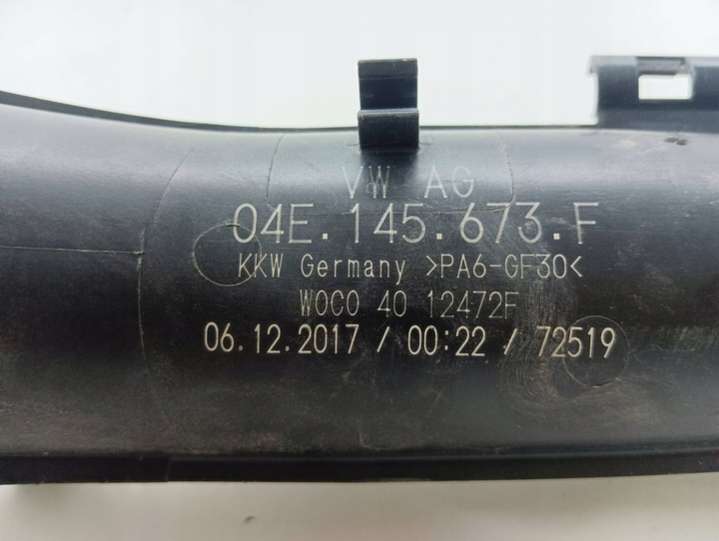 VW AG
04E.145.673.F
KKW Germany >PA6-GF30<
WOCO 40 12472F
06.12.2017 / 00:22 / 72519